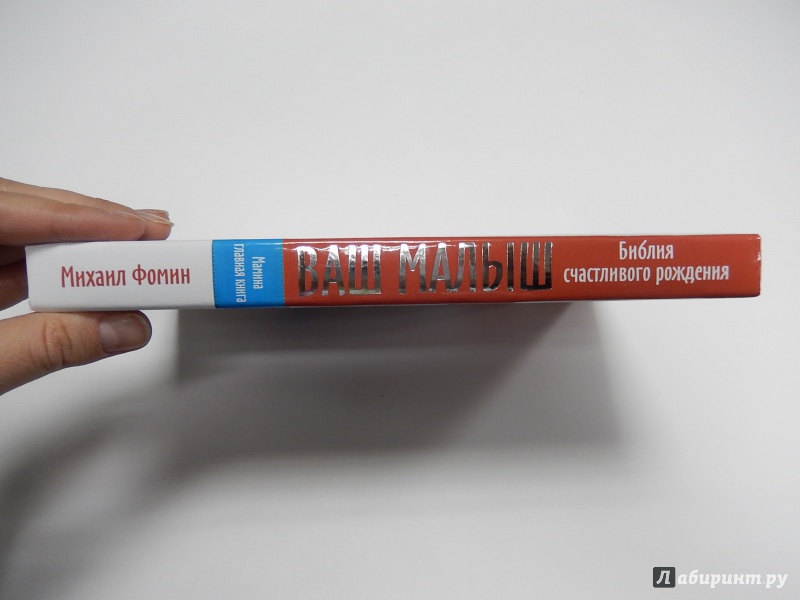 Михаил Фомин
Мамина
главная книга
ВАШ МАЛЫШ
Библия
счастливого рождения
Лабиринт.ру